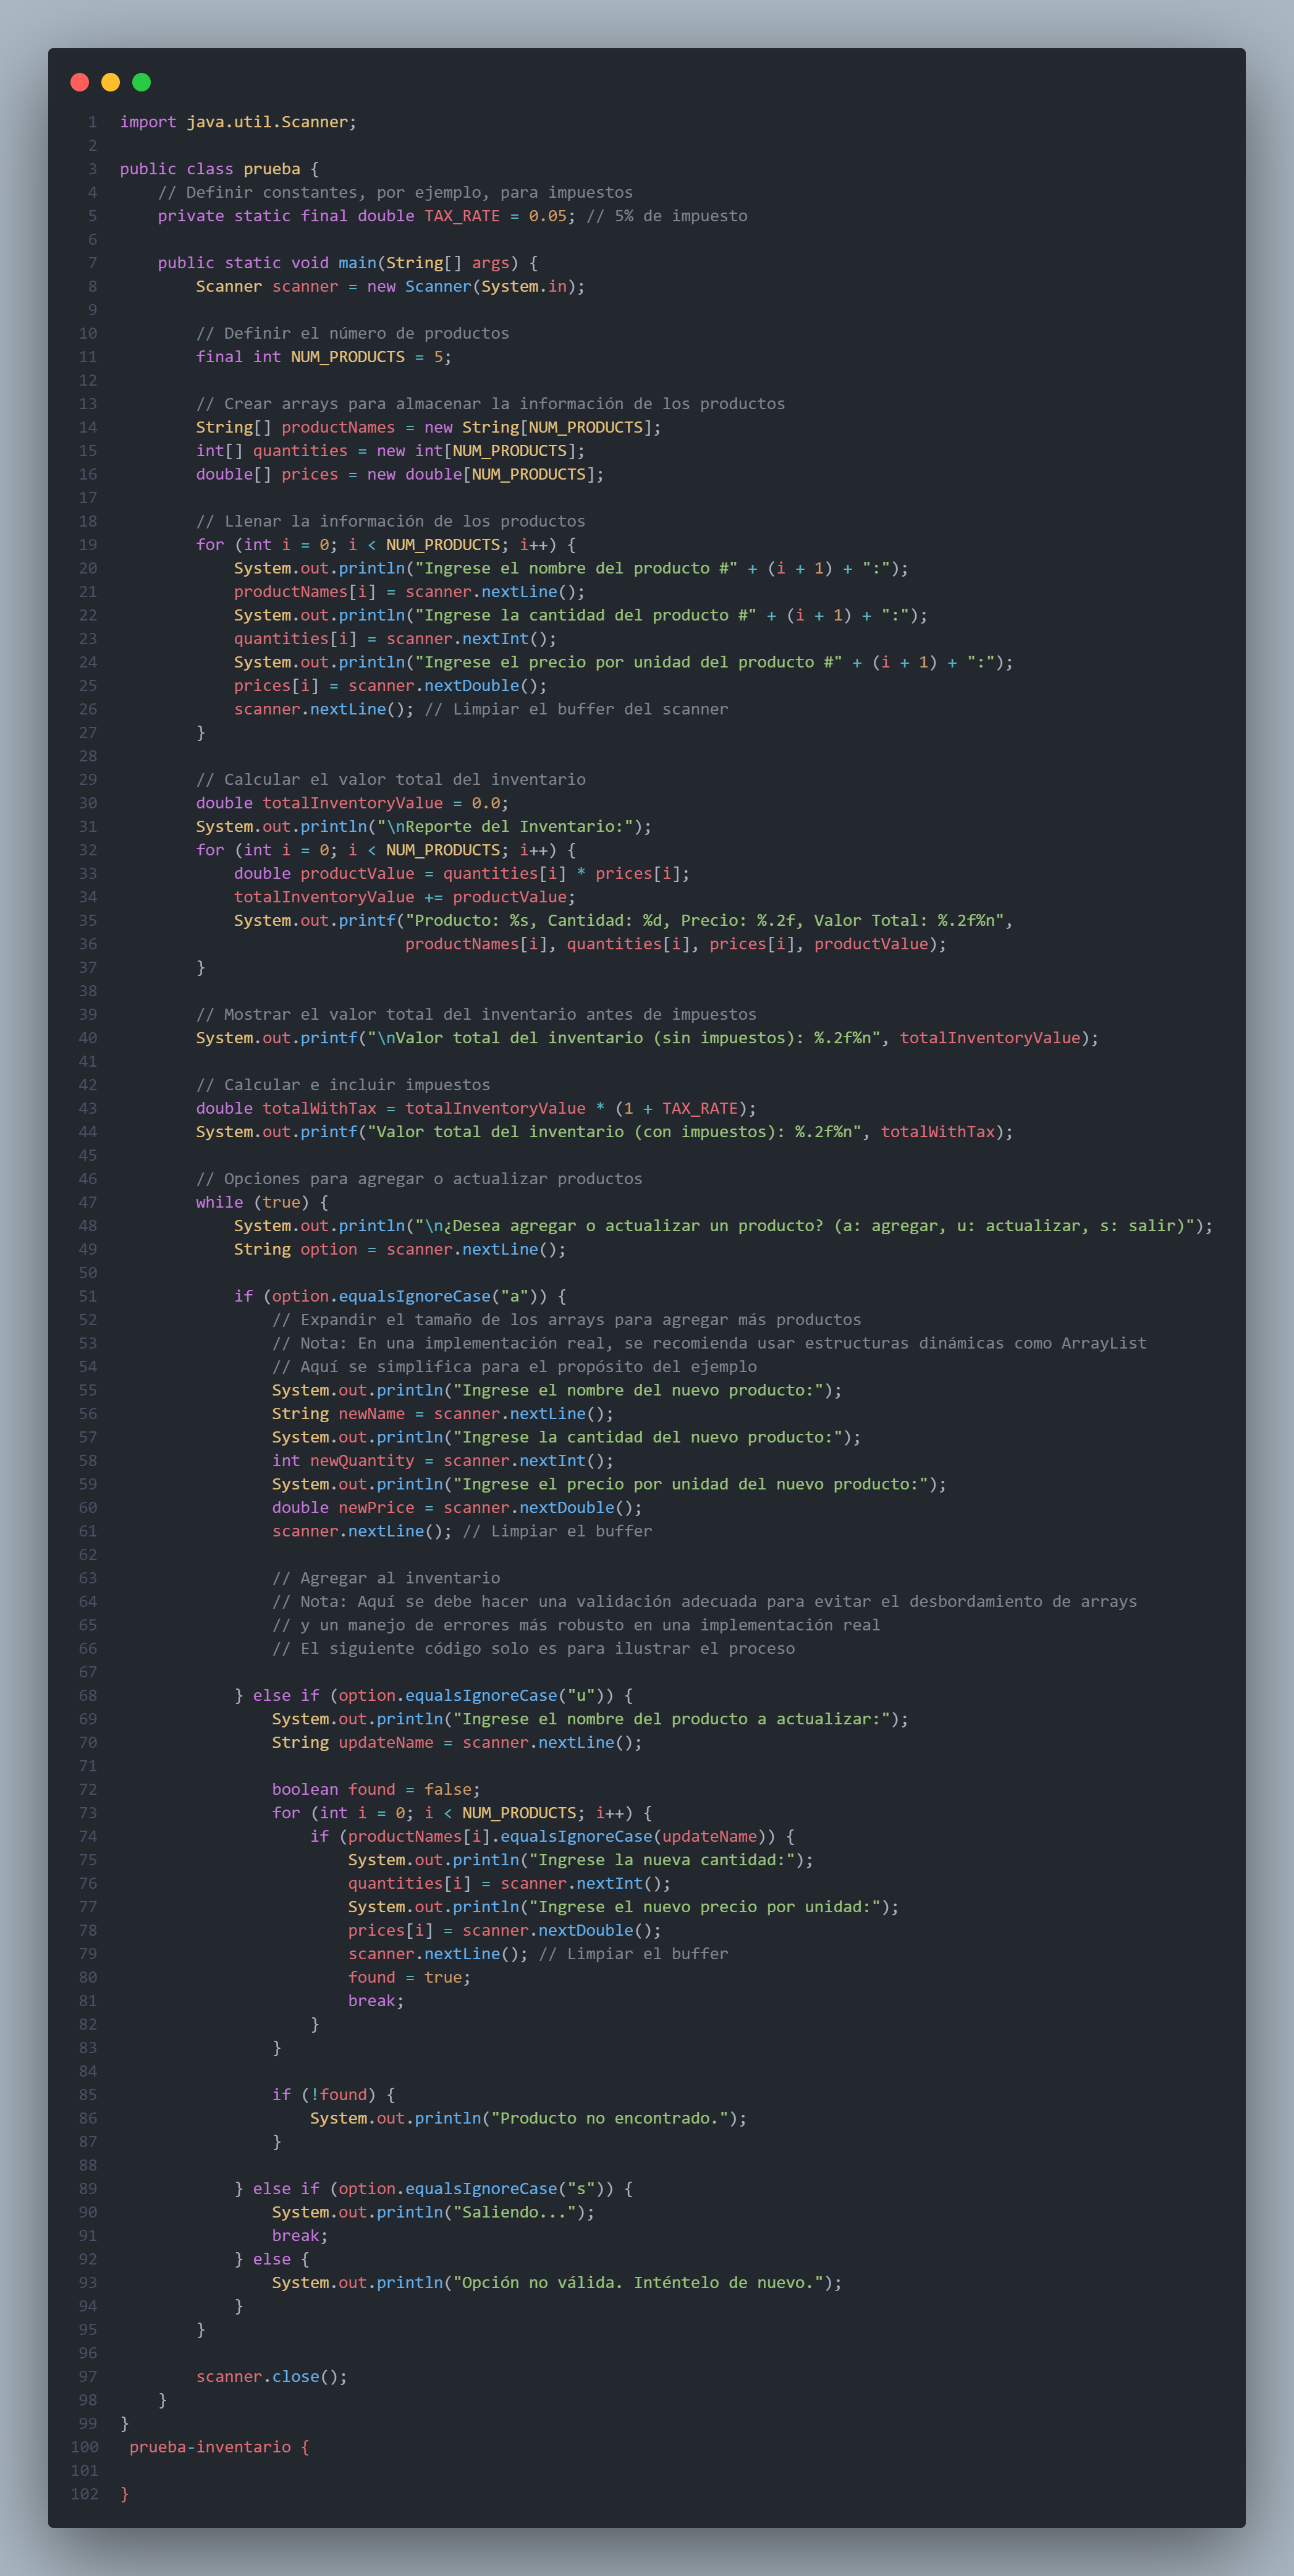 1 import java.util.Scanner;
2
3 public class prueba {
4     // Definir constantes, por ejemplo, para impuestos
5     private static final double TAX_RATE = 0.05; // 5% de impuesto
6
7     public static void main(String[] args) {
8         Scanner scanner = new Scanner(System.in);
9
10         // Definir el número de productos
11         final int NUM_PRODUCTS = 5;
12
13         // Crear arrays para almacenar la información de los productos
14         String[] productNames = new String[NUM_PRODUCTS];
15         int[] quantities = new int[NUM_PRODUCTS];
16         double[] prices = new double[NUM_PRODUCTS];
17
18         // Llenar la información de los productos
19         for (int i = 0; i < NUM_PRODUCTS; i++) {
20             System.out.println("Ingrese el nombre del producto #" + (i + 1) + ":");
21             productNames[i] = scanner.nextLine();
22             System.out.println("Ingrese la cantidad del producto #" + (i + 1) + ":");
23             quantities[i] = scanner.nextInt();
24             System.out.println("Ingrese el precio por unidad del producto #" + (i + 1) + ":");
25             prices[i] = scanner.nextDouble();
26             scanner.nextLine(); // Limpiar el buffer del scanner
27         }
28
29         // Calcular el valor total del inventario
30         double totalInventoryValue = 0.0;
31         System.out.println("\nReporte del Inventario:");
32         for (int i = 0; i < NUM_PRODUCTS; i++) {
33             double productValue = quantities[i] * prices[i];
34             totalInventoryValue += productValue;
35             System.out.printf("Producto: %s, Cantidad: %d, Precio: %.2f, Valor Total: %.2f%n",
36                               productNames[i], quantities[i], prices[i], productValue);
37         }
38
39         // Mostrar el valor total del inventario antes de impuestos
40         System.out.printf("\nValor total del inventario (sin impuestos): %.2f%n", totalInventoryValue);
41
42         // Calcular e incluir impuestos
43         double totalWithTax = totalInventoryValue * (1 + TAX_RATE);
44         System.out.printf("Valor total del inventario (con impuestos): %.2f%n", totalWithTax);
45
46         // Opciones para agregar o actualizar productos
47         while (true) {
48             System.out.println("\n¿Desea agregar o actualizar un producto? (a: agregar, u: actualizar, s: salir)");
49             String option = scanner.nextLine();
50
51             if (option.equalsIgnoreCase("a")) {
52                 // Expandir el tamaño de los arrays para agregar más productos
53                 // Nota: En una implementación real, se recomienda usar estructuras dinámicas como ArrayList
54                 // Aquí se simplifica para el propósito del ejemplo
55                 System.out.println("Ingrese el nombre del nuevo producto:");
56                 String newName = scanner.nextLine();
57                 System.out.println("Ingrese la cantidad del nuevo producto:");
58                 int newQuantity = scanner.nextInt();
59                 System.out.println("Ingrese el precio por unidad del nuevo producto:");
60                 double newPrice = scanner.nextDouble();
61                 scanner.nextLine(); // Limpiar el buffer
62
63                 // Agregar al inventario
64                 // Nota: Aquí se debe hacer una validación adecuada para evitar el desbordamiento de arrays
65                 // y un manejo de errores más robusto en una implementación real
66                 // El siguiente código solo es para ilustrar el proceso
67
68             } else if (option.equalsIgnoreCase("u")) {
69                 System.out.println("Ingrese el nombre del producto a actualizar:");
70                 String updateName = scanner.nextLine();
71
72                 boolean found = false;
73                 for (int i = 0; i < NUM_PRODUCTS; i++) {
74                     if (productNames[i].equalsIgnoreCase(updateName)) {
75                         System.out.println("Ingrese la nueva cantidad:");
76                         quantities[i] = scanner.nextInt();
77                         System.out.println("Ingrese el nuevo precio por unidad:");
78                         prices[i] = scanner.nextDouble();
79                         scanner.nextLine(); // Limpiar el buffer
80                         found = true;
81                         break;
82                     }
83                 }
84
85                 if (!found) {
86                     System.out.println("Producto no encontrado.");
87                 }
88
89             } else if (option.equalsIgnoreCase("s")) {
90                 System.out.println("Saliendo...");
91                 break;
92             } else {
93                 System.out.println("Opción no válida. Inténtelo de nuevo.");
94             }
95         }
96
97         scanner.close();
98     }
99 }
100  prueba-inventario {
101
102 }